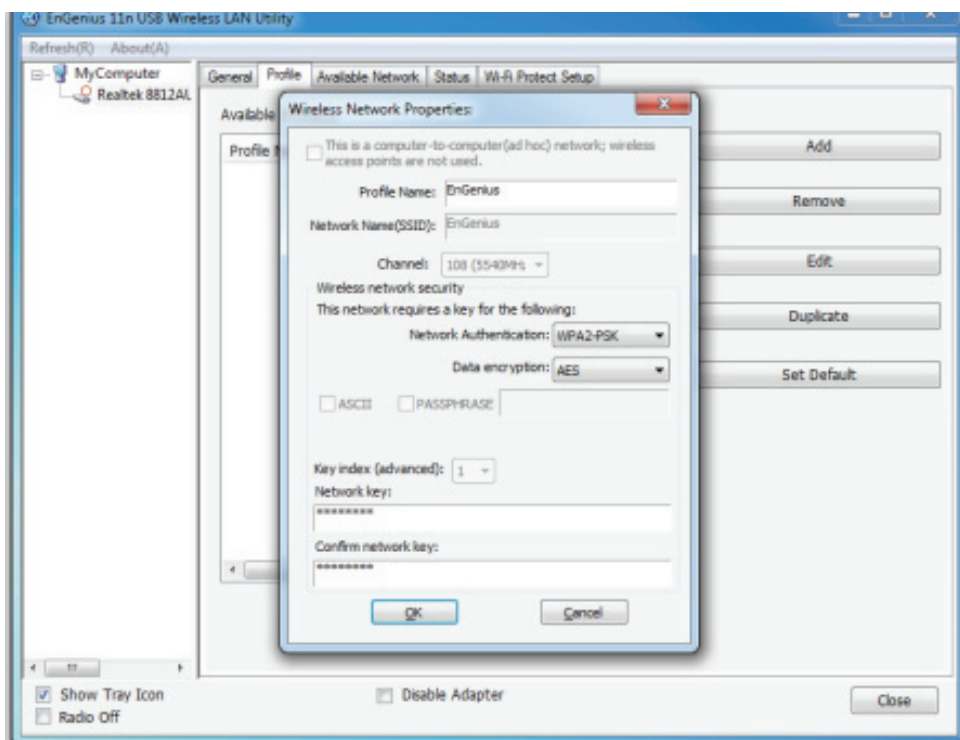 EnGenius 11n USB Wireless LAN Utility
Refresh(R) About(A)
MyComputer
Realtek 8812AU
General Profile Available Network Status Wi-Fi Protect Setup
Available
Profile N
Add
Remove
Edit
Duplicate
Set Default
Wireless Network Properties:
This is a computer-to-computer(ad hoc) network; wireless
access points are not used.
Profile Name: EnGenius
Network Name(SSID): EnGenius
Channel: 108 (5540MHz
Wireless network security
This network requires a key for the following:
Network Authentication: WPA2-PSK
Data encryption: AES
ASCII PASSPHRASE
Key index (advanced): 1
Network key:
********
Confirm network key:
********
OK Cancel
Show Tray Icon
Radio Off
Disable Adapter
Close